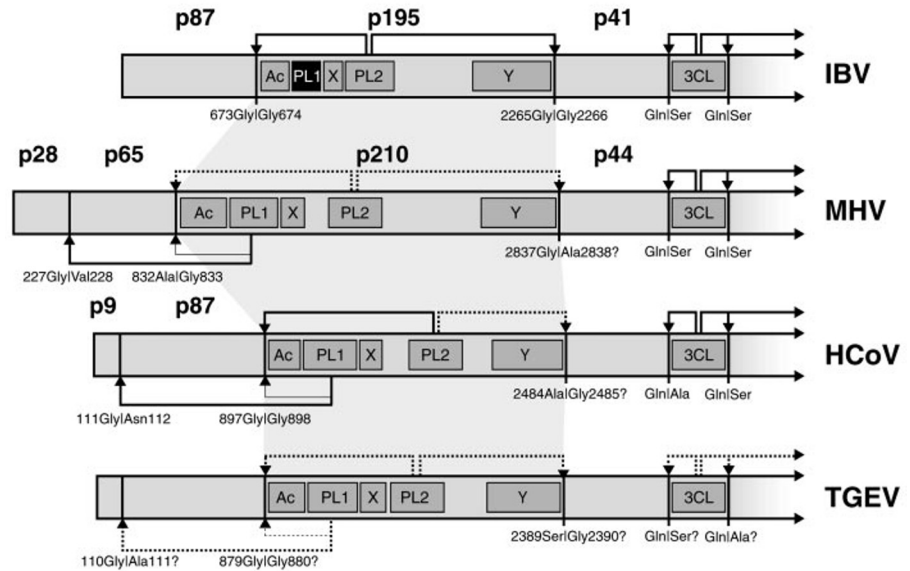 p87 p195 p41
Ac PL1 X PL2 Y 3CL IBV
673Gly|Gly674 2265Gly|Gly2266 Gln|Ser Gln|Ser
p28 p65 p210 p44
Ac PL1 X PL2 Y 3CL MHV
2837Gly|Ala2838? Gln|Ser Gln|Ser
227Gly|Val228 832Ala|Gly833
p9 p87
Ac PL1 X PL2 Y 3CL HCoV
2484Ala|Gly2485? Gln|Ala Gln|Ser
111Gly|Asn112 897Gly|Gly898
Ac PL1 X PL2 Y 3CL TGEV
2389Ser|Gly2390? Gln|Ser? Gln|Ala?
110Gly|Ala111? 879Gly|Gly880?